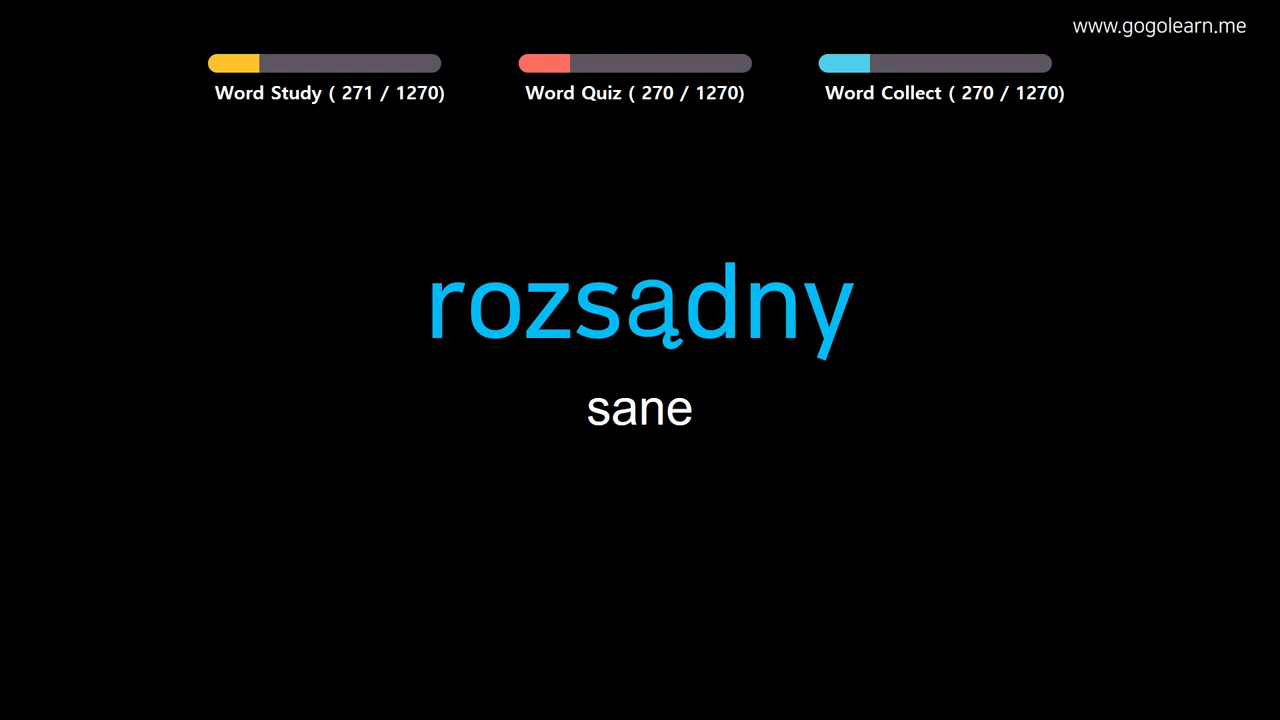 www.gogolearn.me
Word Study ( 271 / 1270)
Word Quiz ( 270 / 1270)
Word Collect ( 270 / 1270)
rozsądny
sane